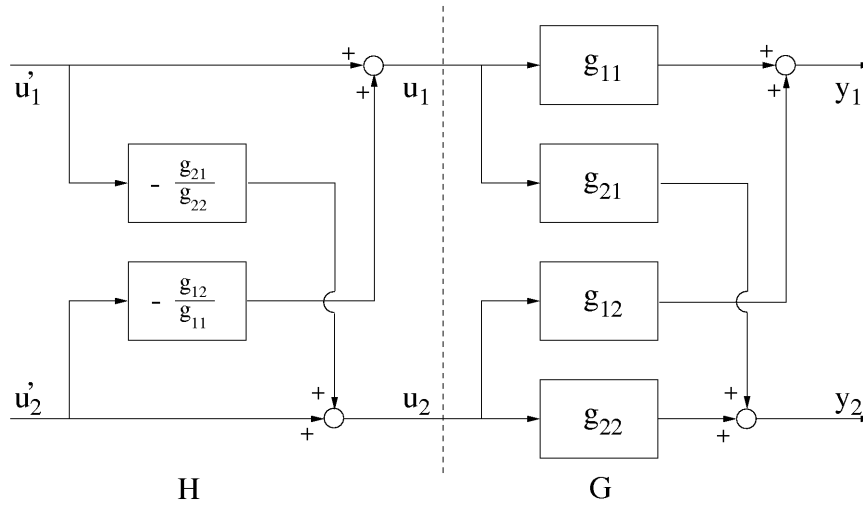 + g₁₁ +
u'₁ + u₁ + y₁
- g₂₁/g₂₂ g₂₁
- g₁₂/g₁₁ g₁₂
u'₂ + u₂ + y₂
+ g₂₂ +
H G